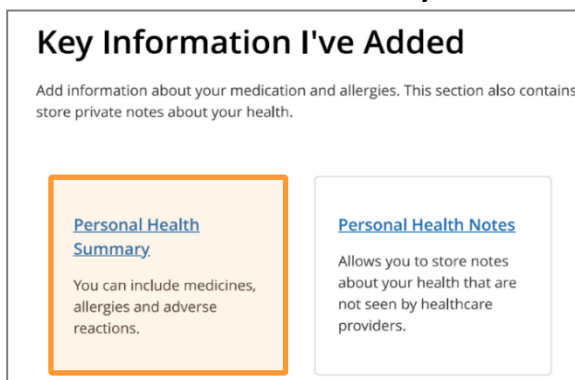 Key Information I've Added
Add information about your medication and allergies. This section also contains
store private notes about your health.
Personal Health
Summary
You can include medicines,
allergies and adverse
reactions.
Personal Health Notes
Allows you to store notes
about your health that are
not seen by healthcare
providers.